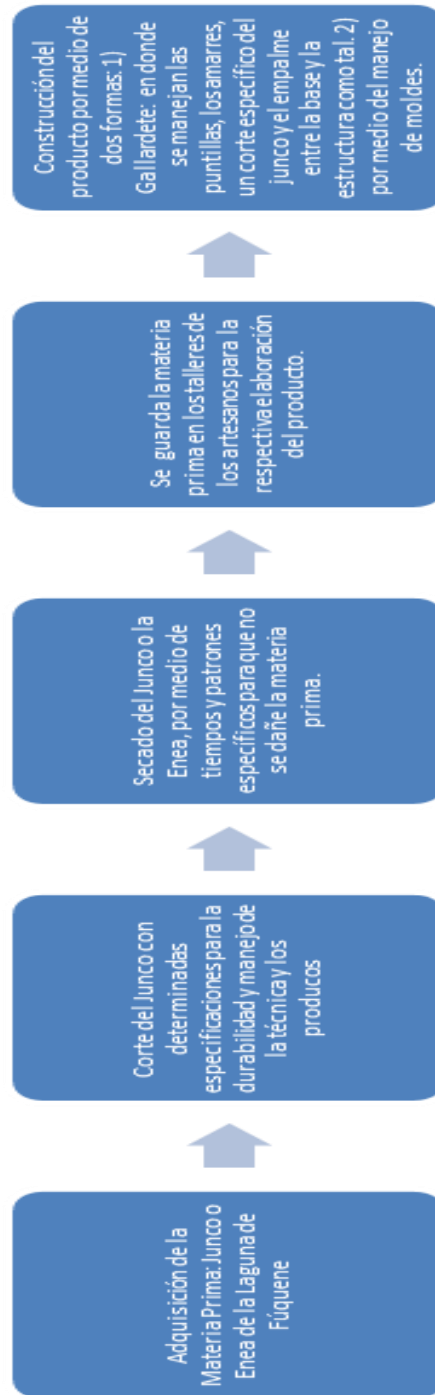 Adquisición de la
Materia Prima: Junco o
Enea de la Laguna de
Fúquene
Corte del Junco con
determinadas
especificaciones para la
durabilidad y manejo de
la técnica y los
producos
Secado del Junco o la
Enea, por medio de
tiempos y patrones
específicos para que no
se dañe la materia
prima.
Se guarda la materia
prima en los talleres de
los artesanos para la
respectiva elaboración
del producto.
Construcción del
producto por medio de
dos formas: 1)
Gallardete: en donde
se manejan las
puntillas, los amarres,
un corte específico del
junco y el empalme
entre la base y la
estructura como tal. 2)
por medio del manejo
de moldes.